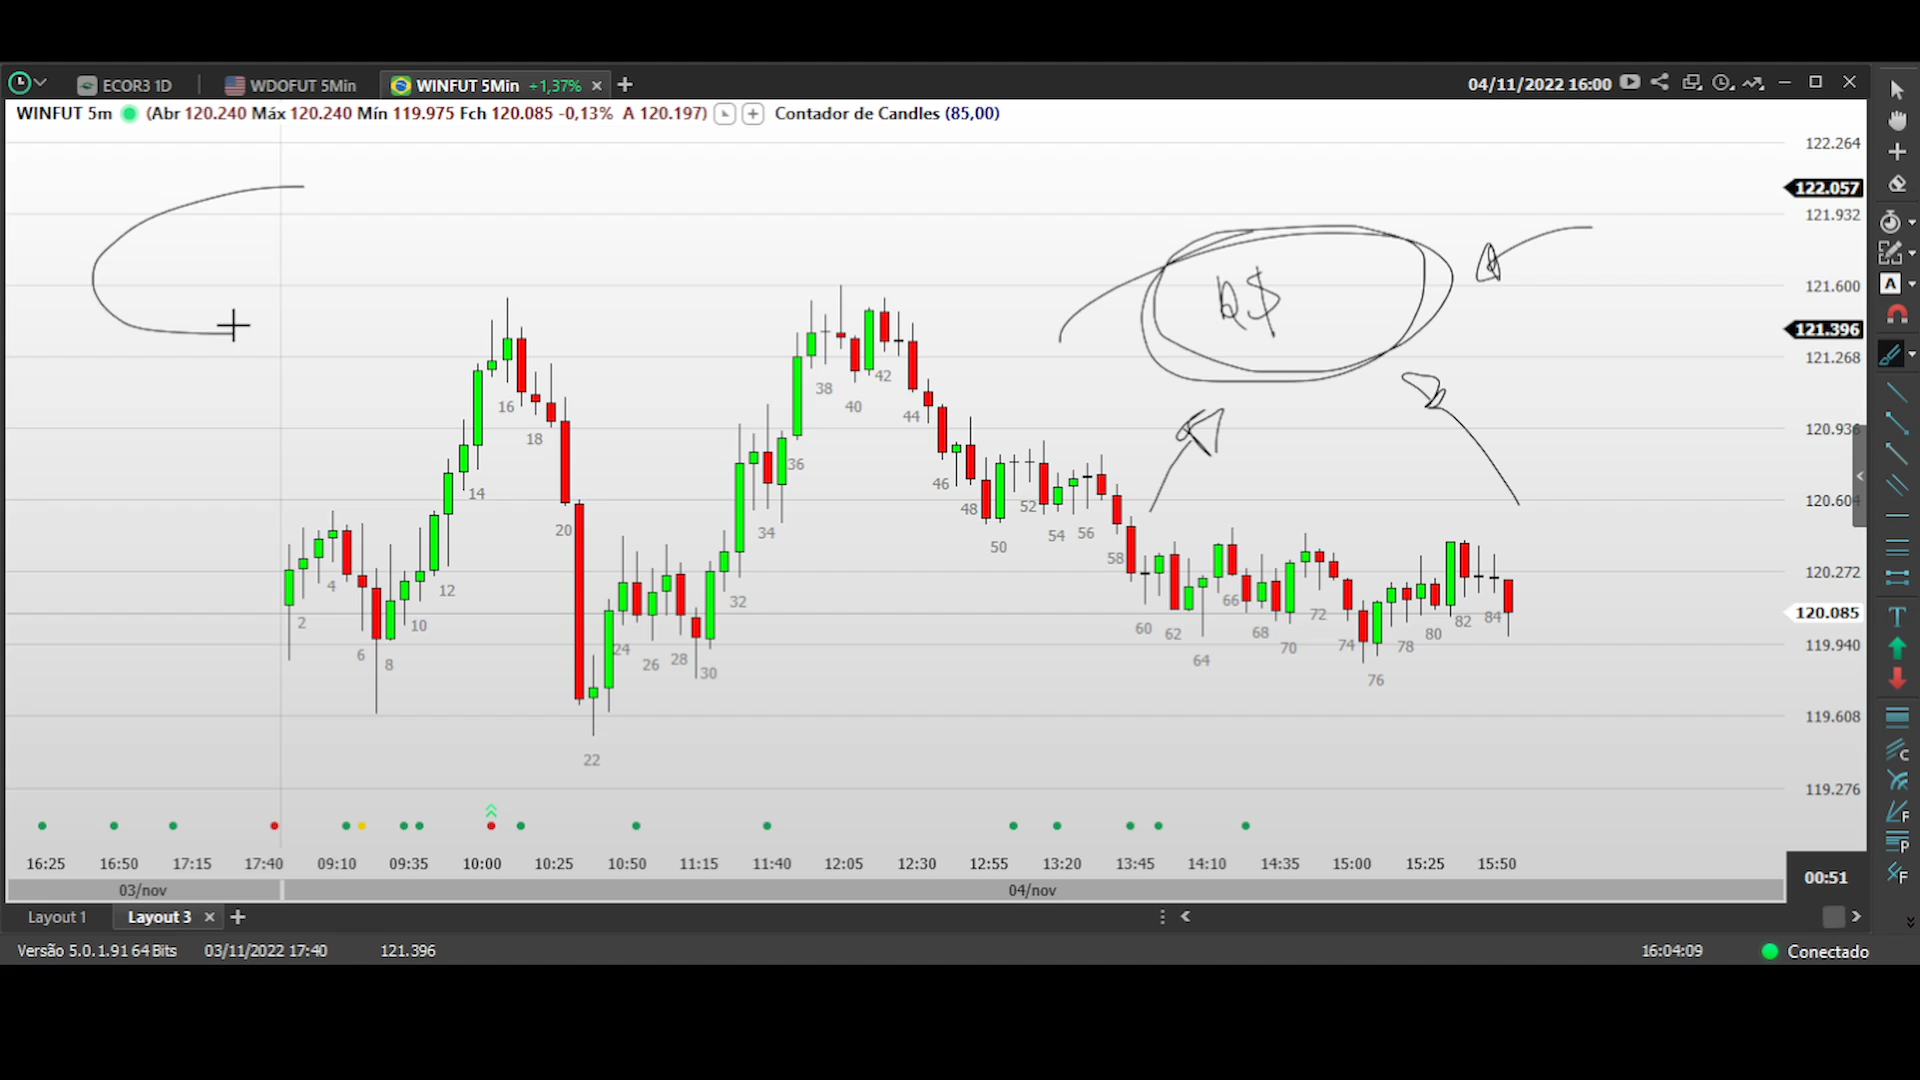 ECOR3 1D WDOFUT 5Min WINFUT 5Min +1,37% 04/11/2022 16:00
WINFUT 5m (Abr 120.240 Máx 120.240 Mín 119.975 Fch 120.085 -0,13% A 120.197) Contador de Candles (85,00)
122.264
122.057
121.932
A
121.600
R$
121.396
121.268
38 42
16 40
44
120.936
18
36
46
14
120.604
48 52
20 34 54 56
50
58
120.272
4 12
32 66
120.085
2 72 82 84
10 60 62 68 80
119.940
24 70 74 78
6 8 26 28 64
30 76
119.608
22
119.276
16:25 16:50 17:15 17:40 09:10 09:35 10:00 10:25 10:50 11:15 11:40 12:05 12:30 12:55 13:20 13:45 14:10 14:35 15:00 15:25 15:50
00:51
03/nov 04/nov
Layout 1 Layout 3
Versão 5.0.1.91 64 Bits 03/11/2022 17:40 121.396 16:04:09 Conectado
T
C
F
P
F